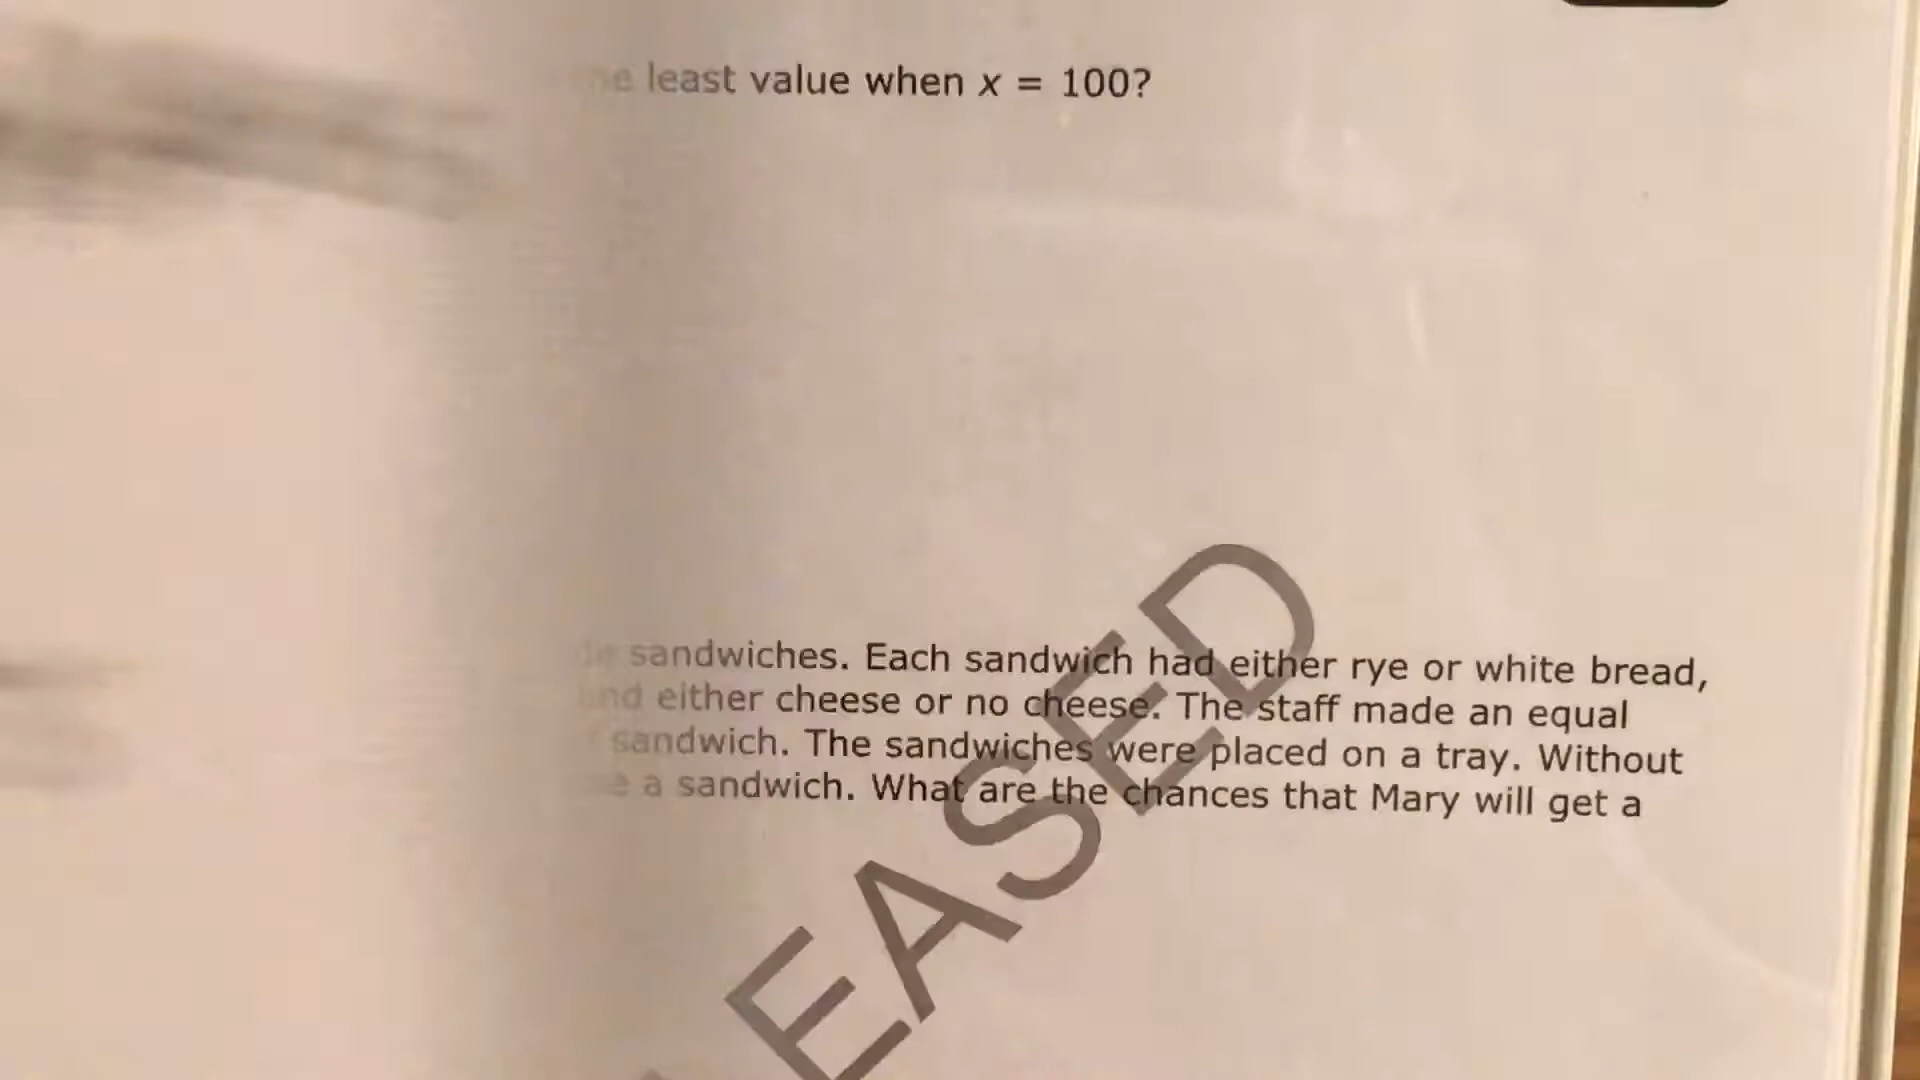 least value when x = 100?
sandwiches. Each sandwich had either rye or white bread,
and either cheese or no cheese. The staff made an equal
sandwich. The sandwiches were placed on a tray. Without
a sandwich. What are the chances that Mary will get a
EASED